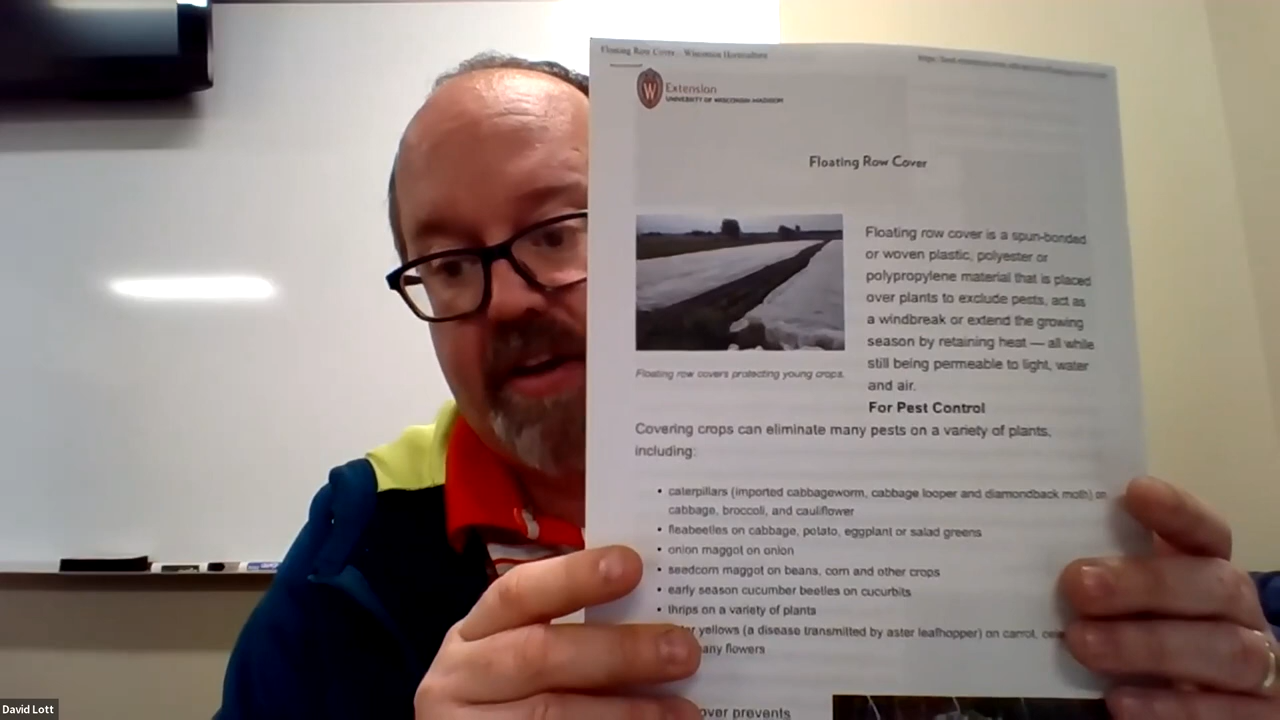 Floating Row Cover - Wisconsin Horticulture
W
Extension
UNIVERSITY OF WISCONSIN-MADISON
Floating Row Cover
Floating row cover is a spun-bonded
or woven plastic, polyester or
polypropylene material that is placed
over plants to exclude pests, act as
a windbreak or extend the growing
season by retaining heat — all while
still being permeable to light, water
and air.
Floating row covers protecting young crops.
For Pest Control
Covering crops can eliminate many pests on a variety of plants,
including:
• caterpillars (imported cabbageworm, cabbage looper and diamondback moth) on
cabbage, broccoli, and cauliflower
• fleabeetles on cabbage, potato, eggplant or salad greens
• onion maggot on onion
• seedcorn maggot on beans, corn and other crops
• early season cucumber beetles on cucurbits
• thrips on a variety of plants
yellows (a disease transmitted by aster leafhopper) on carrot,
any flowers
over prevents
David Lott